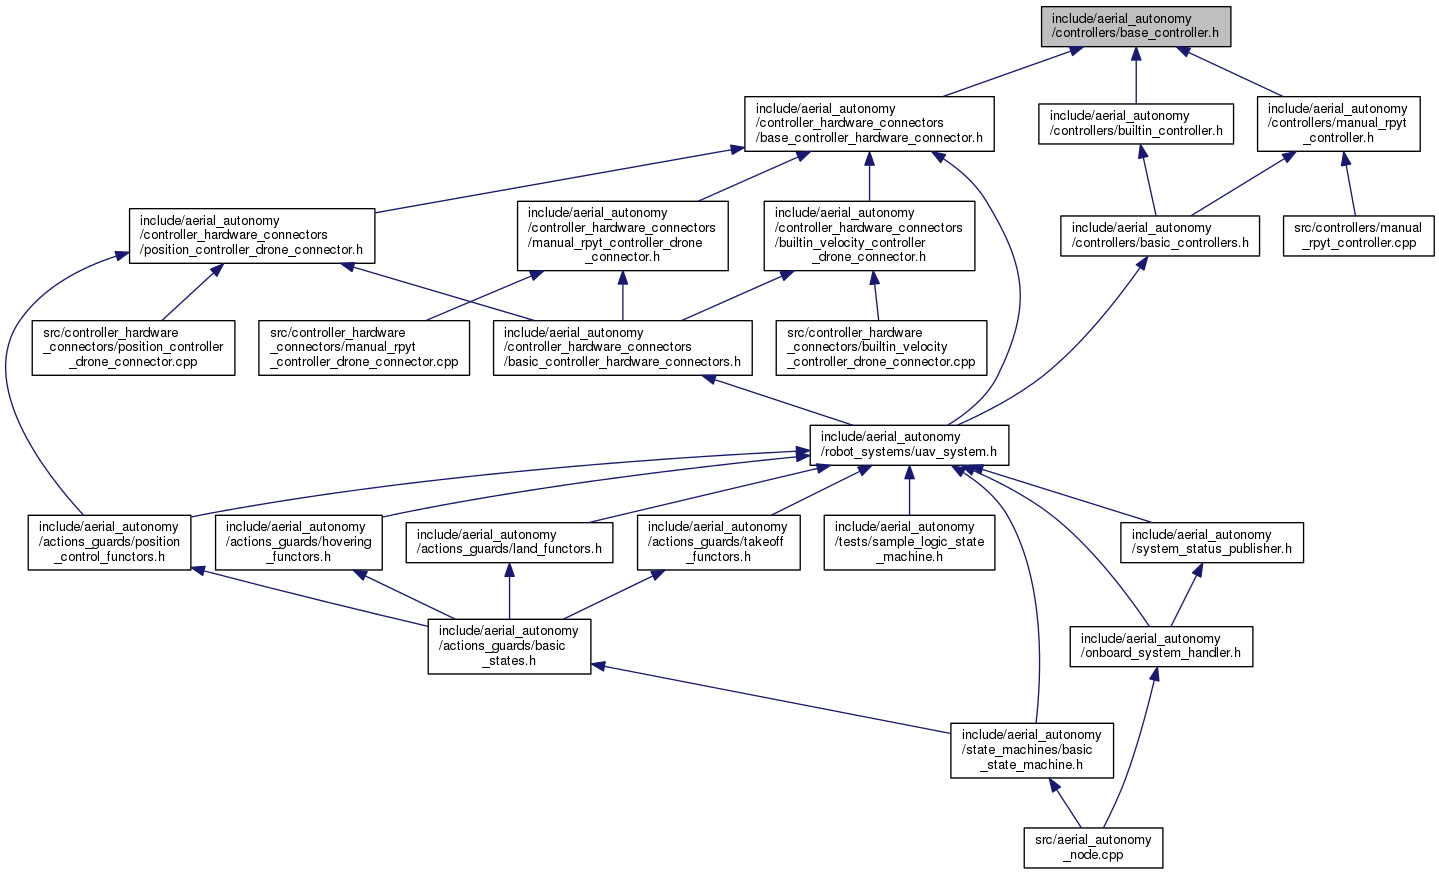 include/aerial_autonomy
/controllers/base_controller.h
include/aerial_autonomy
/controller_hardware_connectors
/base_controller_hardware_connector.h
include/aerial_autonomy
/controllers/builtin_controller.h
include/aerial_autonomy
/controllers/manual_rpyt
_controller.h
include/aerial_autonomy
/controller_hardware_connectors
/position_controller_drone_connector.h
include/aerial_autonomy
/controller_hardware_connectors
/manual_rpyt_controller_drone
_connector.h
include/aerial_autonomy
/controller_hardware_connectors
/builtin_velocity_controller
_drone_connector.h
include/aerial_autonomy
/controllers/basic_controllers.h
src/controllers/manual
_rpyt_controller.cpp
src/controller_hardware
_connectors/position_controller
_drone_connector.cpp
src/controller_hardware
_connectors/manual_rpyt
_controller_drone_connector.cpp
include/aerial_autonomy
/controller_hardware_connectors
/basic_controller_hardware_connectors.h
src/controller_hardware
_connectors/builtin_velocity
_controller_drone_connector.cpp
include/aerial_autonomy
/robot_systems/uav_system.h
include/aerial_autonomy
/actions_guards/position
_control_functors.h
include/aerial_autonomy
/actions_guards/hovering
_functors.h
include/aerial_autonomy
/actions_guards/land_functors.h
include/aerial_autonomy
/actions_guards/takeoff
_functors.h
include/aerial_autonomy
/tests/sample_logic_state
_machine.h
include/aerial_autonomy
/system_status_publisher.h
include/aerial_autonomy
/actions_guards/basic
_states.h
include/aerial_autonomy
/onboard_system_handler.h
include/aerial_autonomy
/state_machines/basic
_state_machine.h
src/aerial_autonomy
_node.cpp